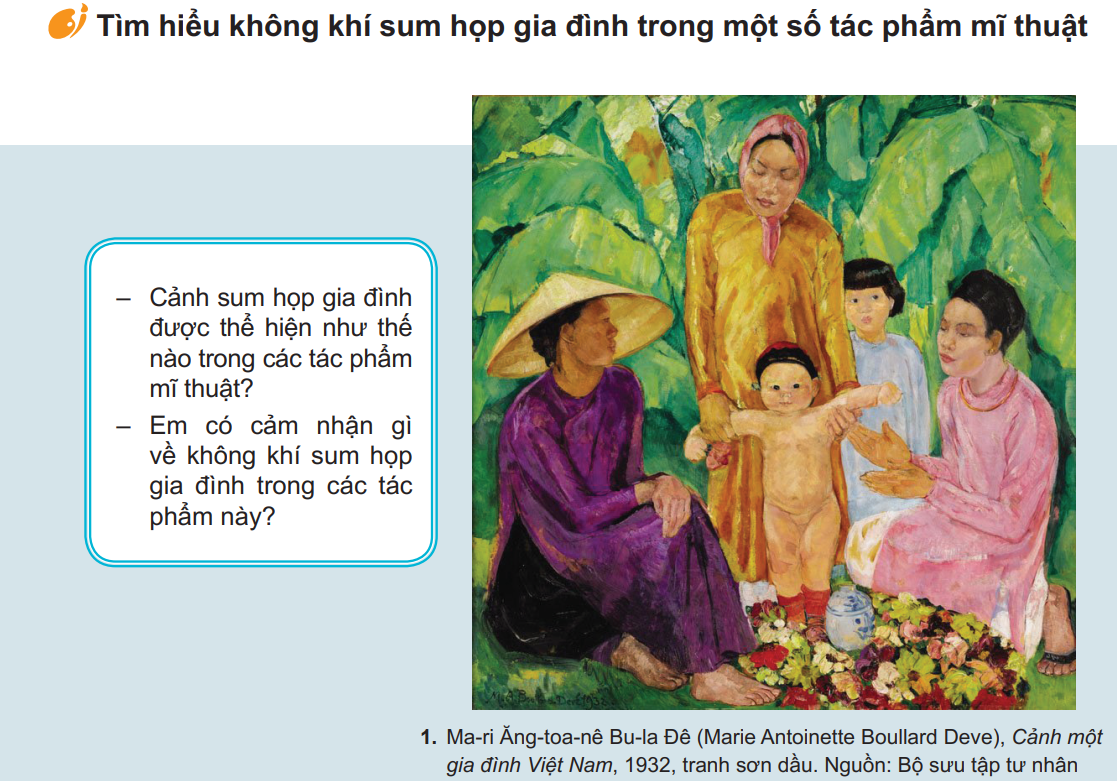 Tìm hiểu không khí sum họp gia đình trong một số tác phẩm mĩ thuật
– Cảnh sum họp gia đình
được thể hiện như thế
nào trong các tác phẩm
mĩ thuật?
– Em có cảm nhận gì
về không khí sum họp
gia đình trong các tác
phẩm này?
1. Ma-ri Ăng-toa-nê Bu-la Đê (Marie Antoinette Boullard Deve), Cảnh một
gia đình Việt Nam, 1932, tranh sơn dầu. Nguồn: Bộ sưu tập tư nhân